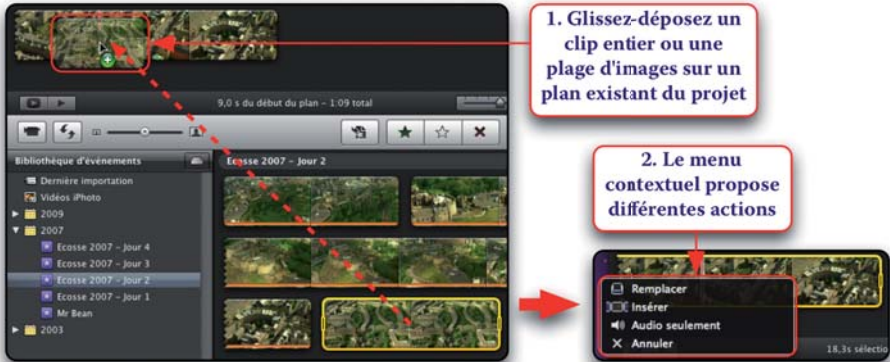 1. Glissez-déposez un
clip entier ou une
plage d'images sur un
plan existant du projet
9,0 s du début du plan – 1:09 total
Bibliothèque d'événements
Ecosse 2007 – Jour 2
Dernière importation
Vidéos iPhoto
2009
2007
Ecosse 2007 – Jour 4
Ecosse 2007 – Jour 3
Ecosse 2007 – Jour 2
Ecosse 2007 – Jour 1
Mr Bean
2003
2. Le menu
contextuel propose
différentes actions
Remplacer
Insérer
Audio seulement
Annuler
18,3s sélectio